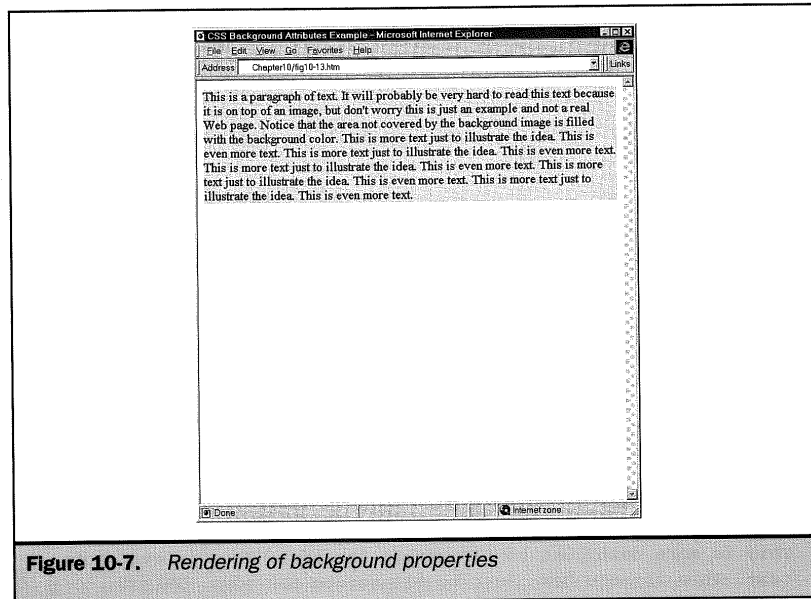 CSS Background Attributes Example - Microsoft Internet Explorer
File Edit View Go Favorites Help
Address Chapter10/fig10-13.htm Links
This is a paragraph of text. It will probably be very hard to read this text because
it is on top of an image, but don't worry this is just an example and not a real
Web page. Notice that the area not covered by the background image is filled
with the background color. This is more text just to illustrate the idea. This is
even more text. This is more text just to illustrate the idea. This is even more text.
This is more text just to illustrate the idea. This is even more text. This is more
text just to illustrate the idea. This is even more text. This is more text just to
illustrate the idea. This is even more text.
Done Internet zone
Figure 10-7. Rendering of background properties